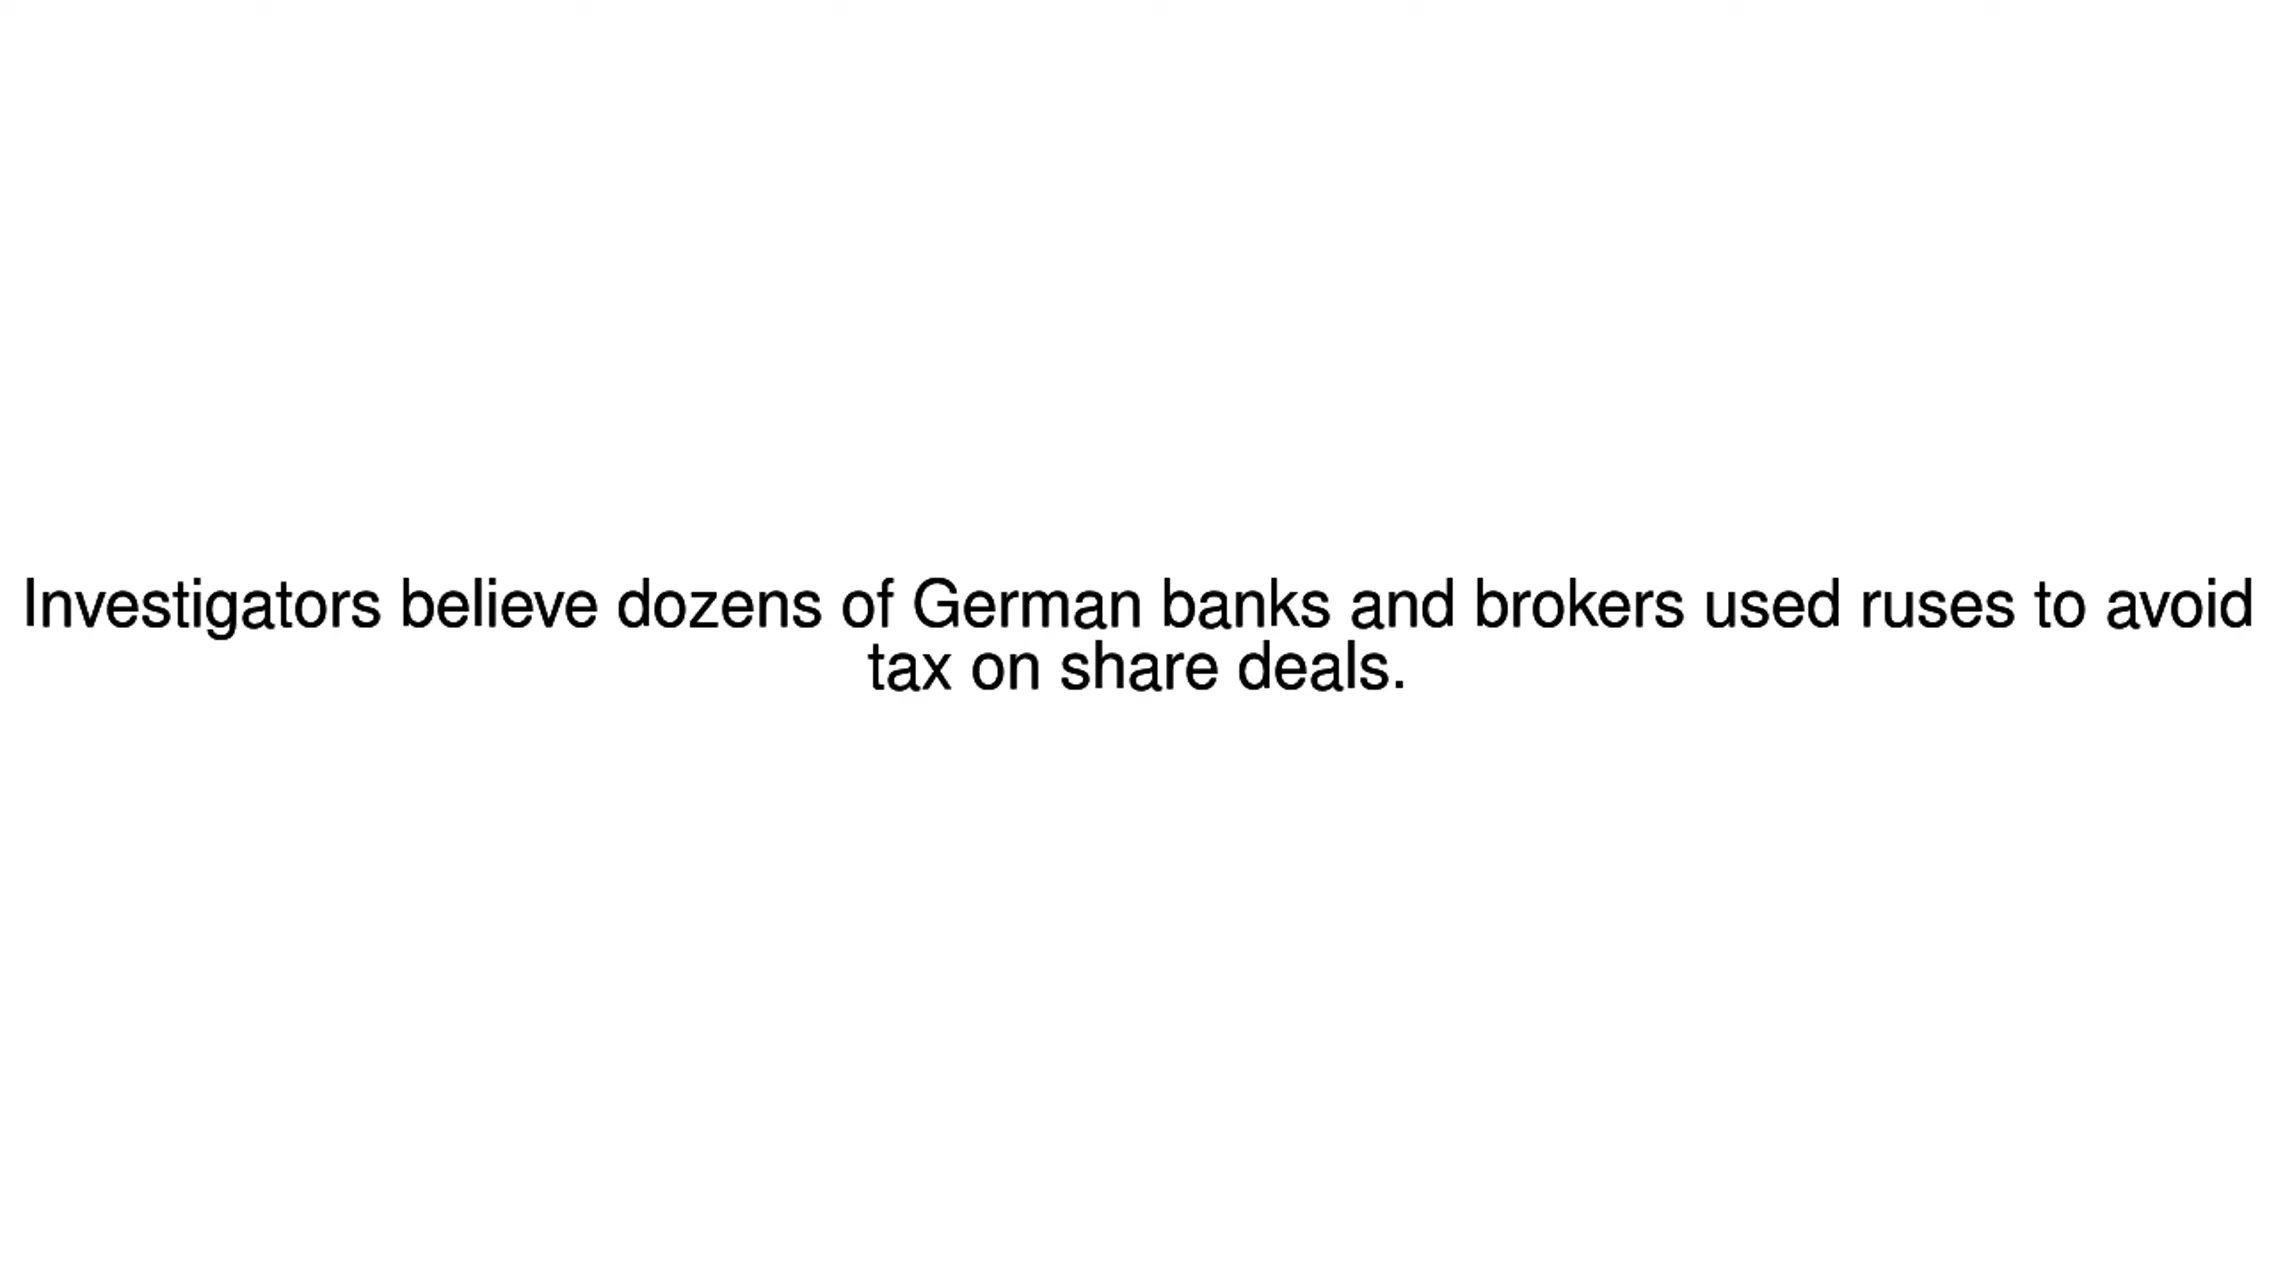 Investigators believe dozens of German banks and brokers used ruses to avoid
tax on share deals.